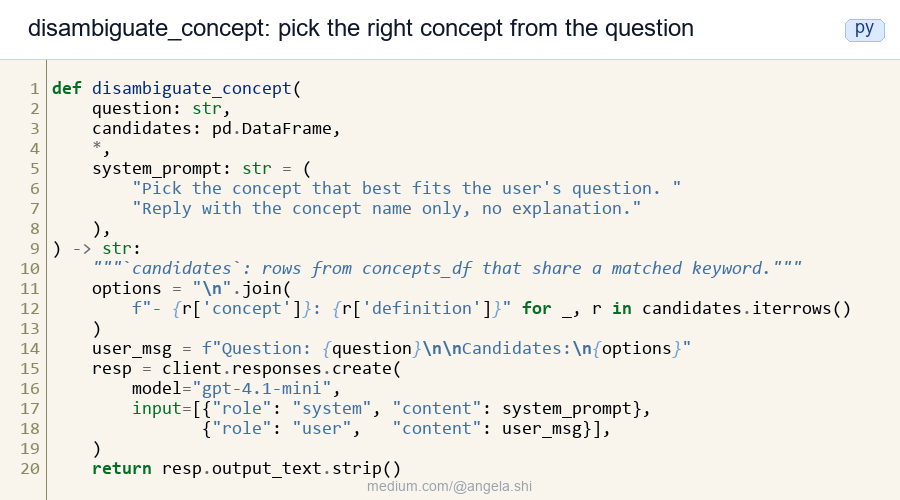 disambiguate_concept: pick the right concept from the question
py
1 def disambiguate_concept(
2     question: str,
3     candidates: pd.DataFrame,
4     *,
5     system_prompt: str = (
6         "Pick the concept that best fits the user's question. "
7         "Reply with the concept name only, no explanation."
8     ),
9 ) -> str:
10     """`candidates`: rows from concepts_df that share a matched keyword."""
11     options = "\n".join(
12         f"- {r['concept']}: {r['definition']}" for _, r in candidates.iterrows()
13     )
14     user_msg = f"Question: {question}\n\nCandidates:\n{options}"
15     resp = client.responses.create(
16         model="gpt-4.1-mini",
17         input=[{"role": "system", "content": system_prompt},
18                {"role": "user",   "content": user_msg}],
19     )
20     return resp.output_text.strip()
medium.com/@angela.shi